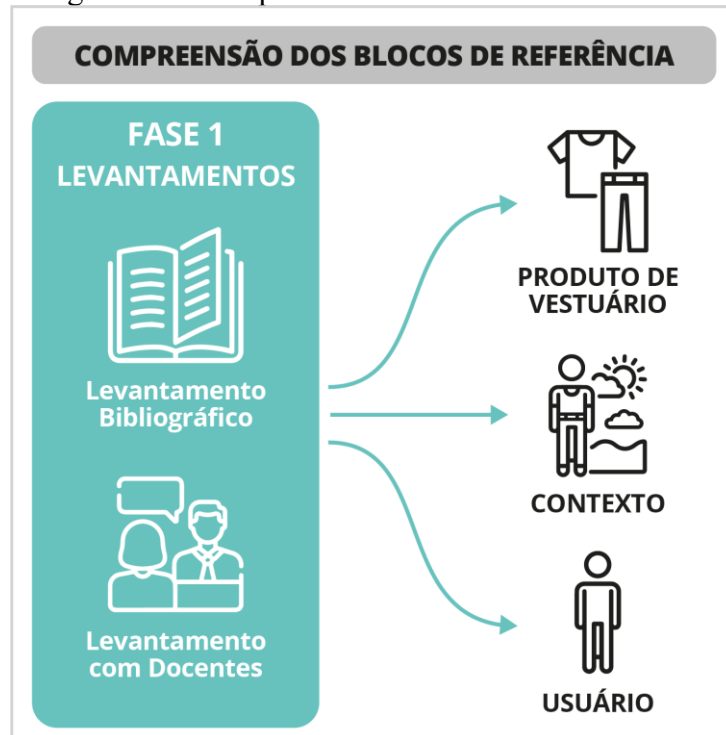 COMPREENSÃO DOS BLOCOS DE REFERÊNCIA
FASE 1
LEVANTAMENTOS
Levantamento
Bibliográfico
Levantamento
com Docentes
PRODUTO DE
VESTUÁRIO
CONTEXTO
USUÁRIO